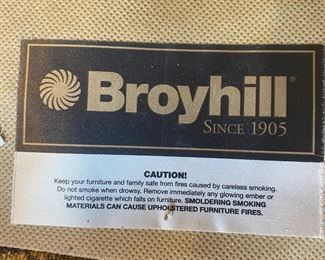 Broyhill®
SINCE 1905
CAUTION!
Keep your furniture and family safe from fires caused by careless smoking.
Do not smoke when drowsy. Remove immediately any glowing ember or
lighted cigarette which falls on furniture. SMOLDERING SMOKING
MATERIALS CAN CAUSE UPHOLSTERED FURNITURE FIRES.